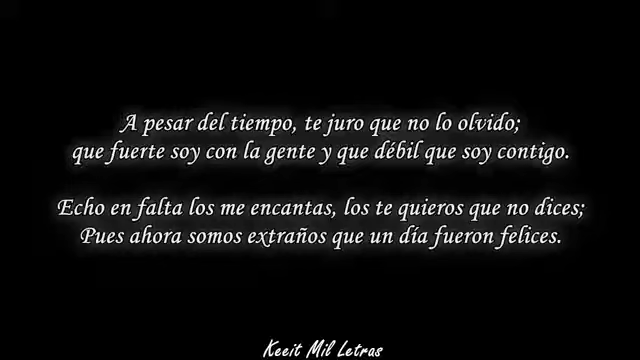 A pesar del tiempo, te juro que no lo olvido;
que fuerte soy con la gente y que débil que soy contigo.
Echo en falta los me encantas, los te quieros que no dices;
Pues ahora somos extraños que un día fueron felices.
Keeit Mil Letras